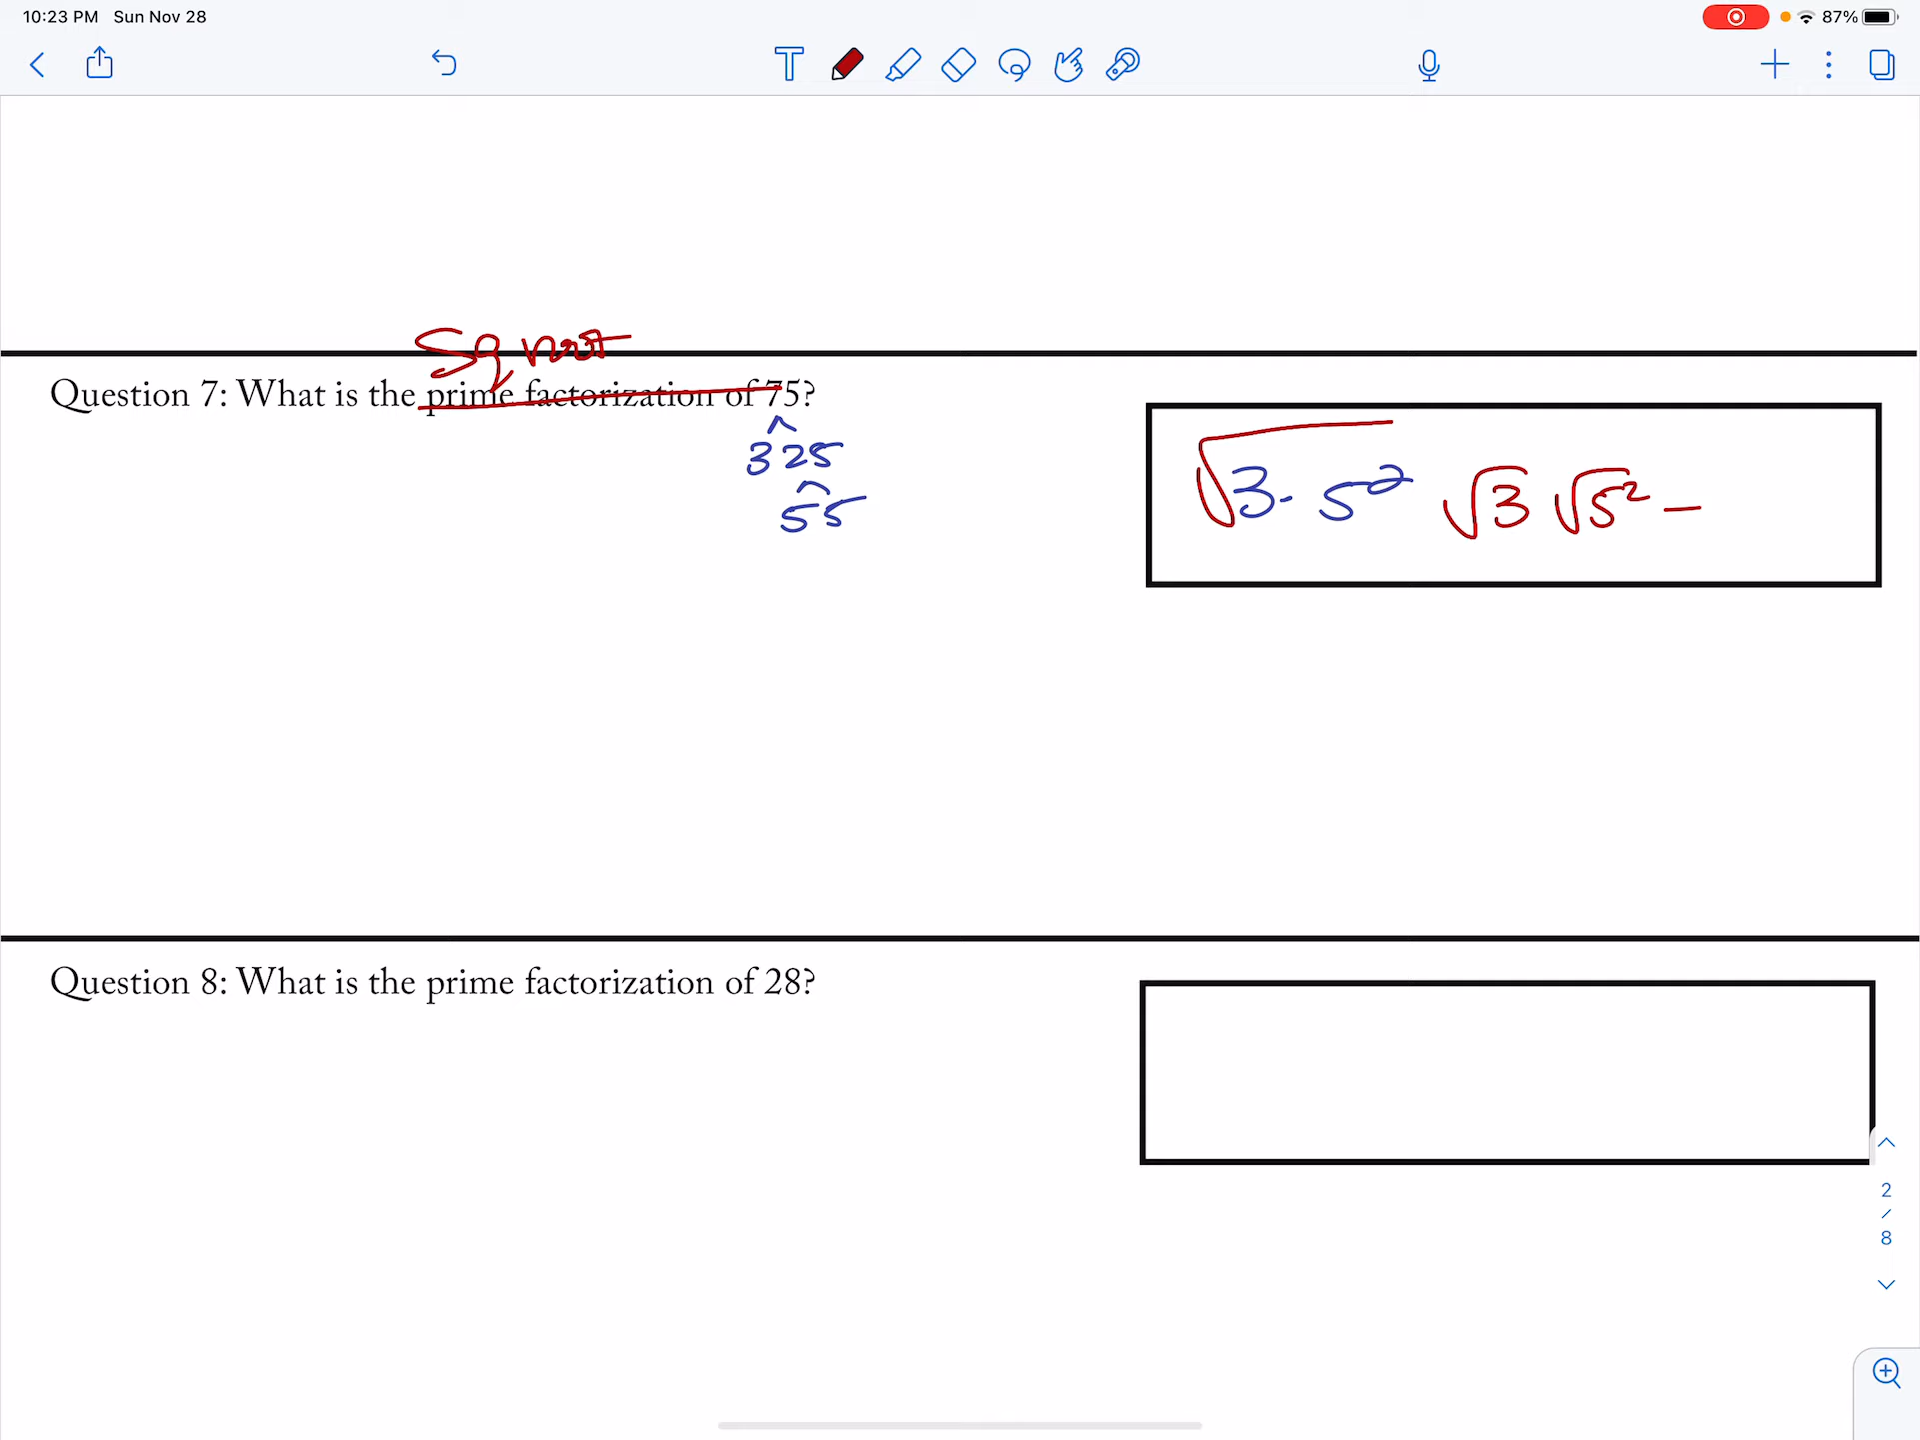 10:23 PM Sun Nov 28
87%
T
Sq root
Question 7: What is the prime factorization of 75?
3 25
5 5
√3 · 5² √3 √5² –
Question 8: What is the prime factorization of 28?
2
/
8